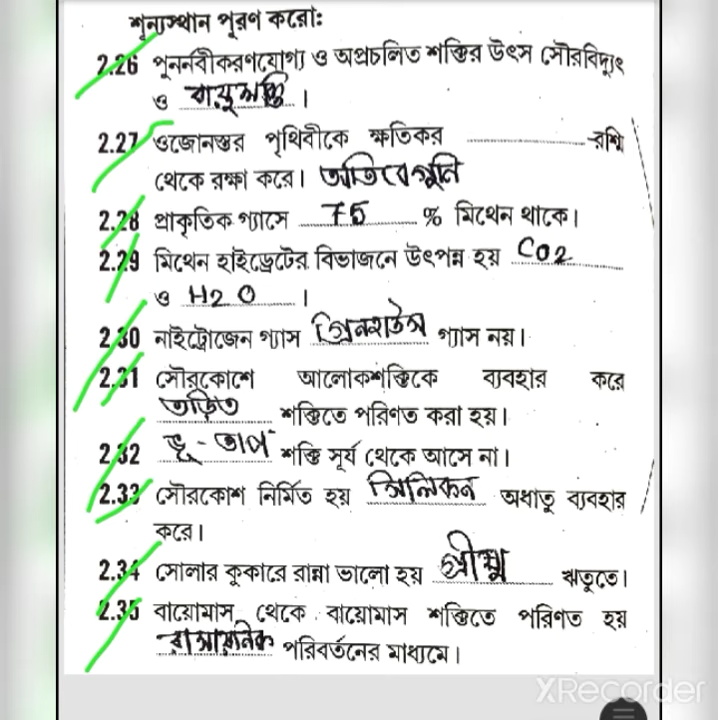 শূন্যস্থান পূরণ করো:
2.26 পুনর্নবীকরণযোগ্য ও অপ্রচলিত শক্তির উৎস সৌরবিদ্যুৎ
ও বায়ুশক্তি ।
2.27 ওজোনস্তর পৃথিবীকে ক্ষতিকর ............ রশ্মি
থেকে রক্ষা করে। অতিবেগুনি
2.28 প্রাকৃতিক গ্যাসে 75 % মিথেন থাকে।
2.29 মিথেন হাইড্রেটের বিভাজনে উৎপন্ন হয় CO2
ও H2O ।
2.30 নাইট্রোজেন গ্যাস গ্রিনহাউস গ্যাস নয়।
2.31 সৌরকোশে আলোকশক্তিকে ব্যবহার করে
তড়িত শক্তিতে পরিণত করা হয়।
2.32 ভূ-তাপ শক্তি সূর্য থেকে আসে না।
2.33 সৌরকোশ নির্মিত হয় সিলিকন অধাতু ব্যবহার
করে।
2.34 সোলার কুকারে রান্না ভালো হয় গ্রীষ্ম ঋতুতে।
2.35 বায়োমাস থেকে বায়োমাস শক্তিতে পরিণত হয়
রাসায়নিক পরিবর্তনের মাধ্যমে।
XRecorder